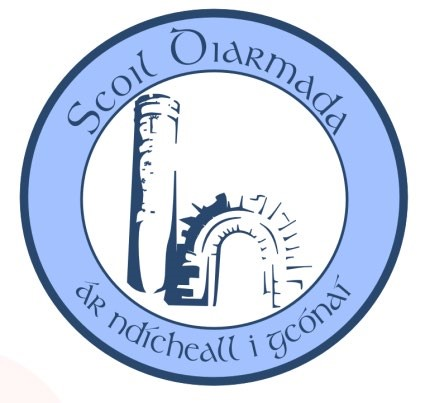 Scoil Diarmada
ár ndícheall i gcónaí